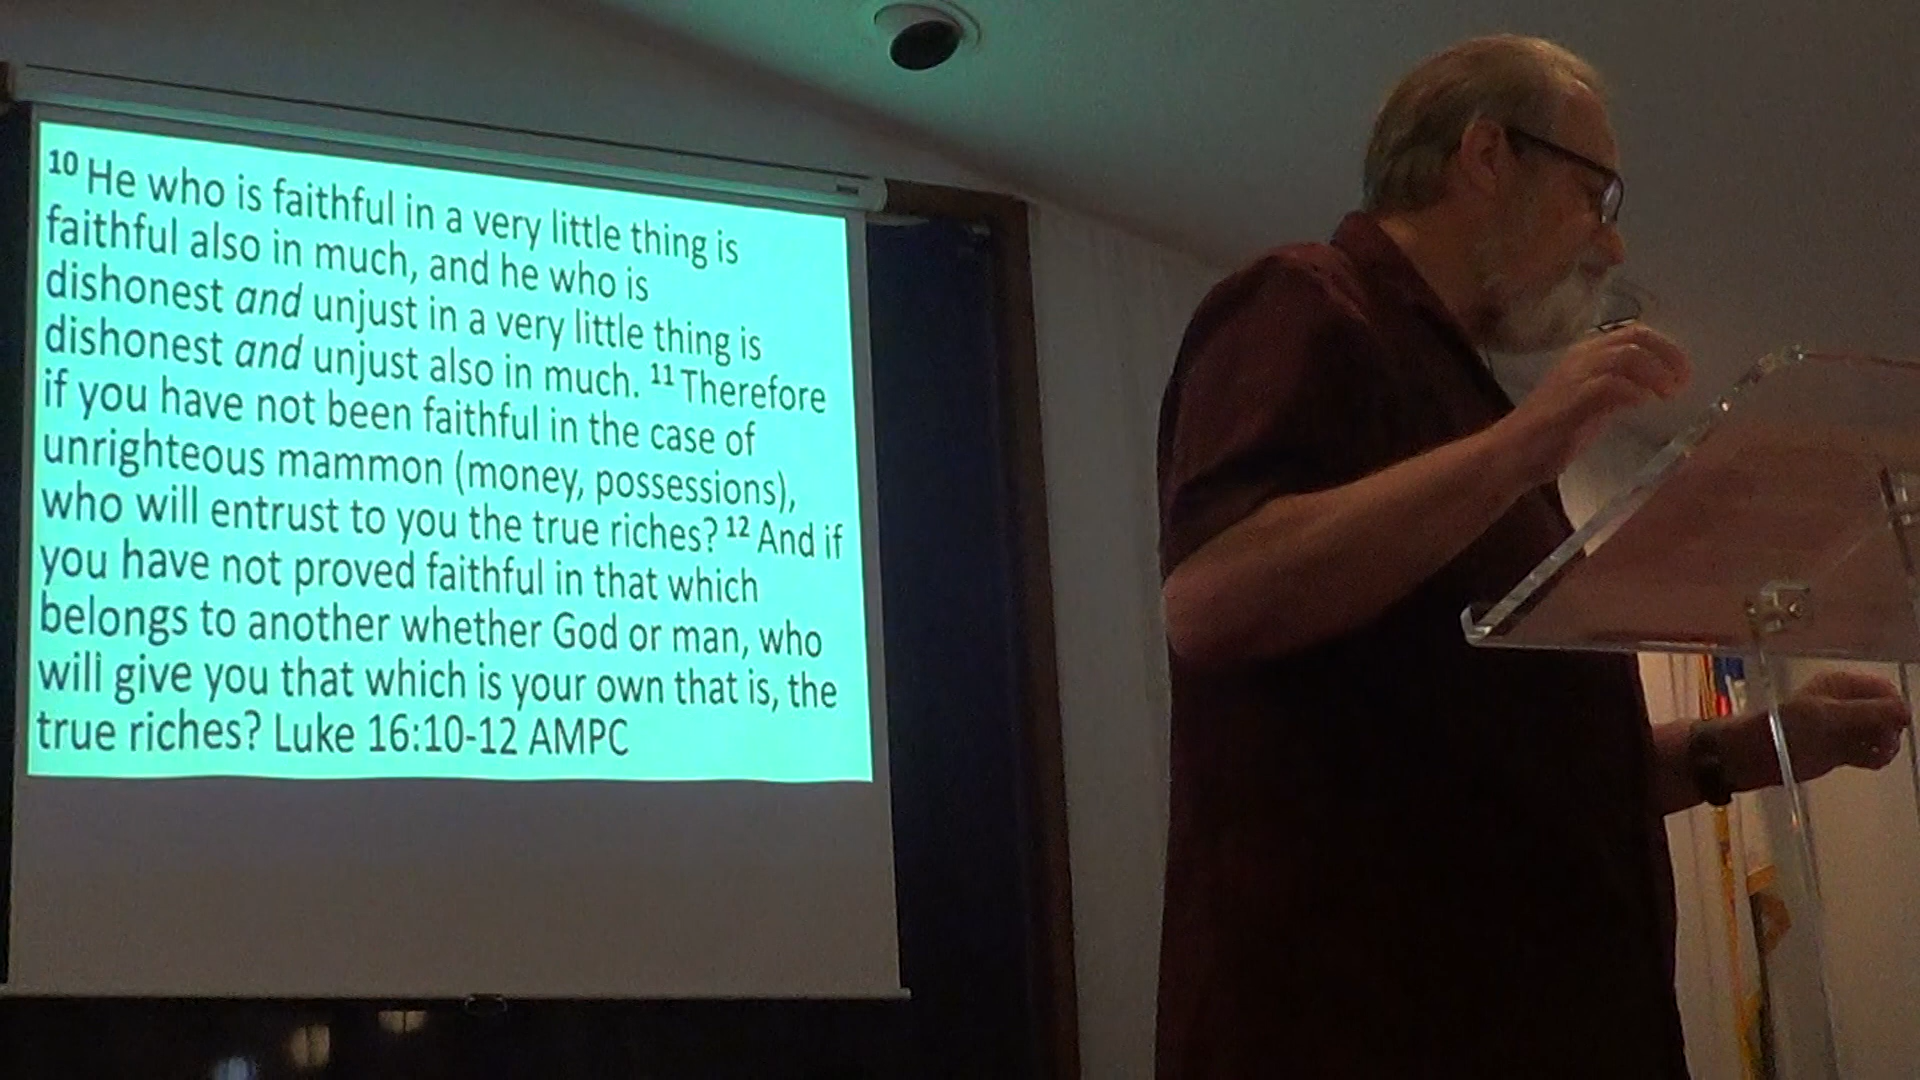 10 He who is faithful in a very little thing is
faithful also in much, and he who is
dishonest and unjust in a very little thing is
dishonest and unjust also in much. 11 Therefore
if you have not been faithful in the case of
unrighteous mammon (money, possessions),
who will entrust to you the true riches? 12 And if
you have not proved faithful in that which
belongs to another whether God or man, who
will give you that which is your own that is, the
true riches? Luke 16:10-12 AMPC